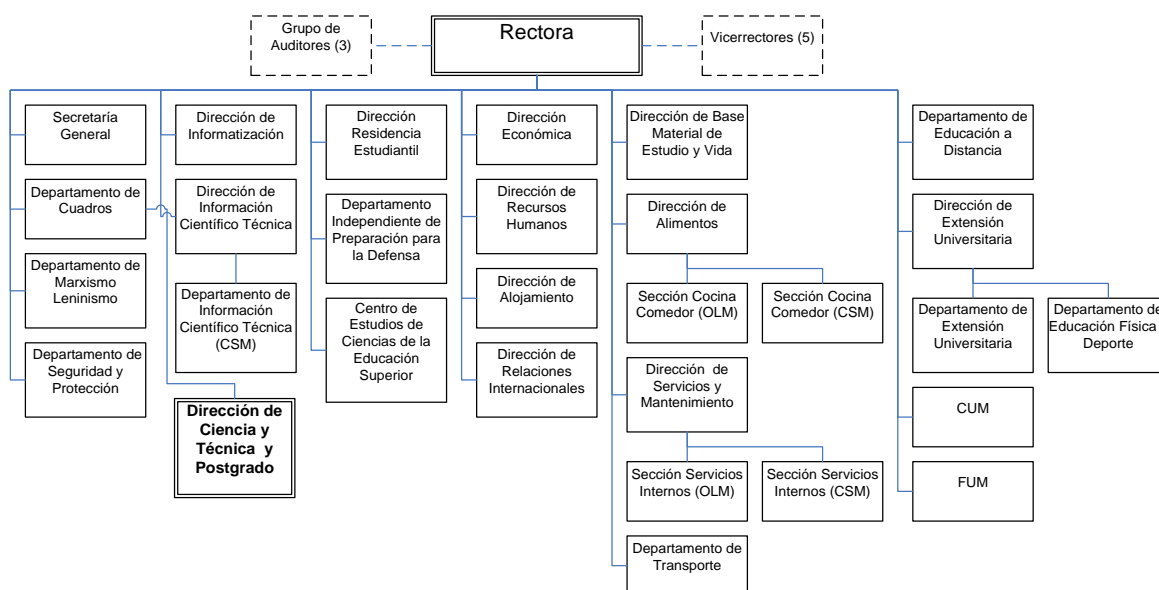 Grupo de
Auditores (3)
Rectora
Vicerrectores (5)
Secretaría
General
Departamento de
Cuadros
Departamento de
Marxismo
Leninismo
Departamento de
Seguridad y
Protección
Dirección de
Informatización
Dirección de
Información
Científico Técnica
Departamento de
Información
Científico Técnica
(CSM)
Dirección de
Ciencia y
Técnica y
Postgrado
Dirección
Residencia
Estudiantil
Departamento
Independiente de
Preparación para
la Defensa
Centro de
Estudios de
Ciencias de la
Educación
Superior
Dirección
Económica
Dirección de
Recursos
Humanos
Dirección de
Alojamiento
Dirección de
Relaciones
Internacionales
Dirección de Base
Material de
Estudio y Vida
Dirección de
Alimentos
Sección Cocina
Comedor (OLM)
Sección Cocina
Comedor (CSM)
Dirección de
Servicios y
Mantenimiento
Sección Servicios
Internos (OLM)
Sección Servicios
Internos (CSM)
Departamento de
Transporte
Departamento de
Educación a
Distancia
Dirección de
Extensión
Universitaria
Departamento de
Extensión
Universitaria
Departamento de
Educación Física
Deporte
CUM
FUM